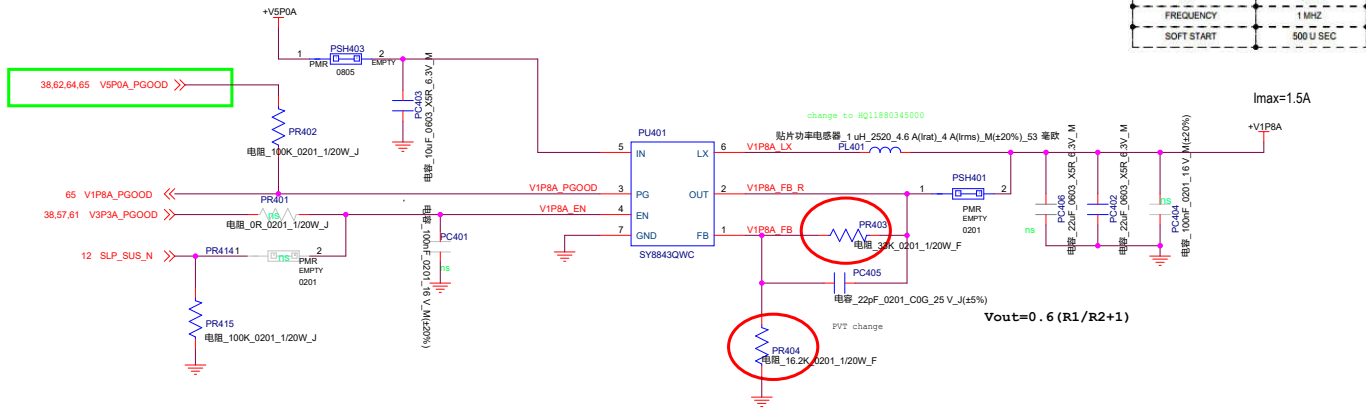 +V5P0A
FREQUENCY 1 MHZ
SOFT START 500 U SEC
1 PSH403 2
PMR 0805 EMPTY
38,62,64,65 V5P0A_PGOOD
PC403
电容_10uF_0603_X5R_6.3V_M
Imax=1.5A
change to HQ11880345000
PR402
电阻_100K_0201_1/20W_J
贴片功率电感器_1 uH_2520_4.6 A(Irat)_4 A(Irms)_M(±20%)_53 毫欧
+V1P8A
PU401
5 IN LX 6 V1P8A_LX PL401
65 V1P8A_PGOOD
V1P8A_PGOOD 3 PG OUT 2 V1P8A_FB_R 1 PSH401 2
PMR
EMPTY
0201
38,57,61 V3P3A_PGOOD PR401
ns
电阻_0R_0201_1/20W_J
V1P8A_EN 4 EN
7 GND FB 1 V1P8A_FB PR403
电阻_33K_0201_1/20W_F
SY8843QWC
PC401
ns
电容_100nF_0201_16 V_M(±20%)
PC406
ns
电容_22uF_0603_X5R_6.3V_M
PC402
电容_22uF_0603_X5R_6.3V_M
PC404
ns
电容_100nF_0201_16 V_M(±20%)
12 SLP_SUS_N PR4141 ns 2
PMR
EMPTY
0201
PC405
电容_22pF_0201_C0G_25 V_J(±5%)
PR415
电阻_100K_0201_1/20W_J
PVT change
Vout=0.6(R1/R2+1)
PR404
电阻_16.2K_0201_1/20W_F